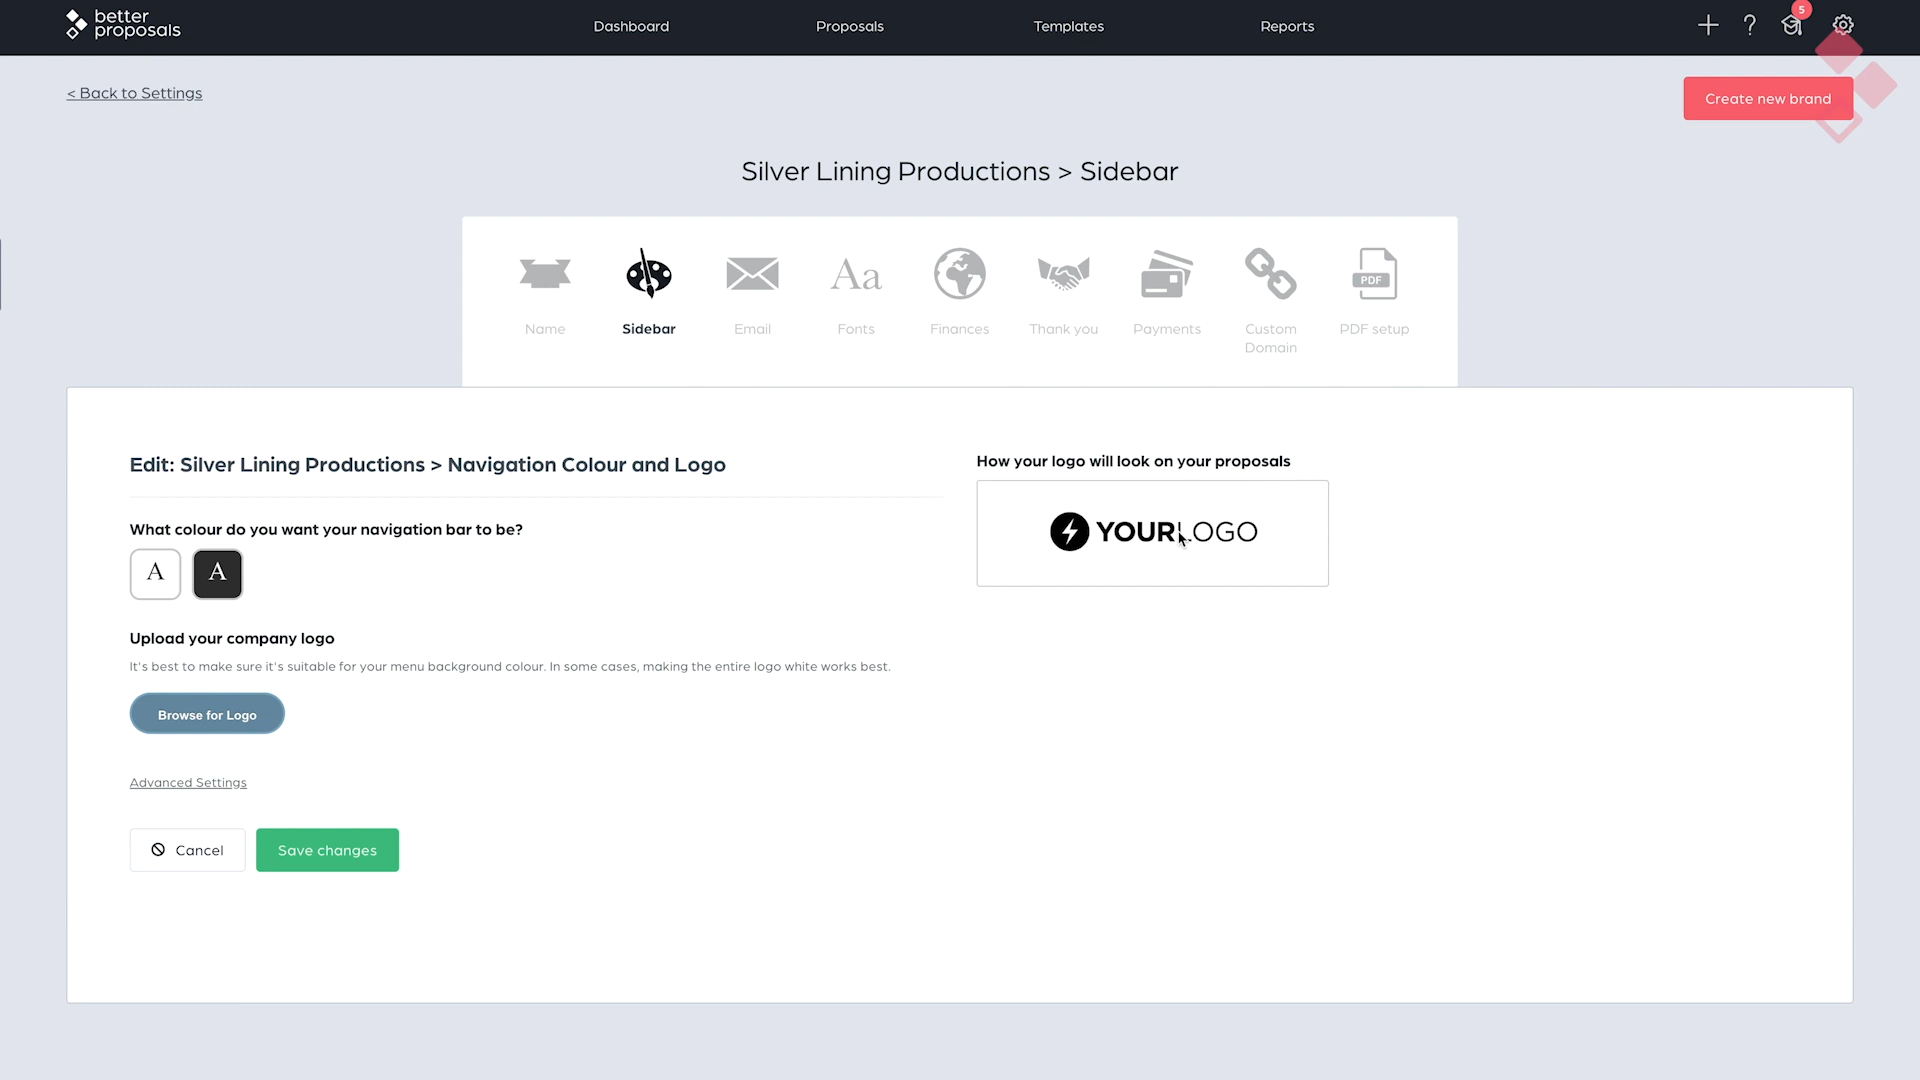 better
proposals
Dashboard
Proposals
Templates
Reports
5
< Back to Settings
Create new brand
Silver Lining Productions > Sidebar
Aa
PDF
Name
Sidebar
Email
Fonts
Finances
Thank you
Payments
Custom
Domain
PDF setup
Edit: Silver Lining Productions > Navigation Colour and Logo
How your logo will look on your proposals
YOURLOGO
What colour do you want your navigation bar to be?
A
A
Upload your company logo
It's best to make sure it's suitable for your menu background colour. In some cases, making the entire logo white works best.
Browse for Logo
Advanced Settings
Cancel
Save changes